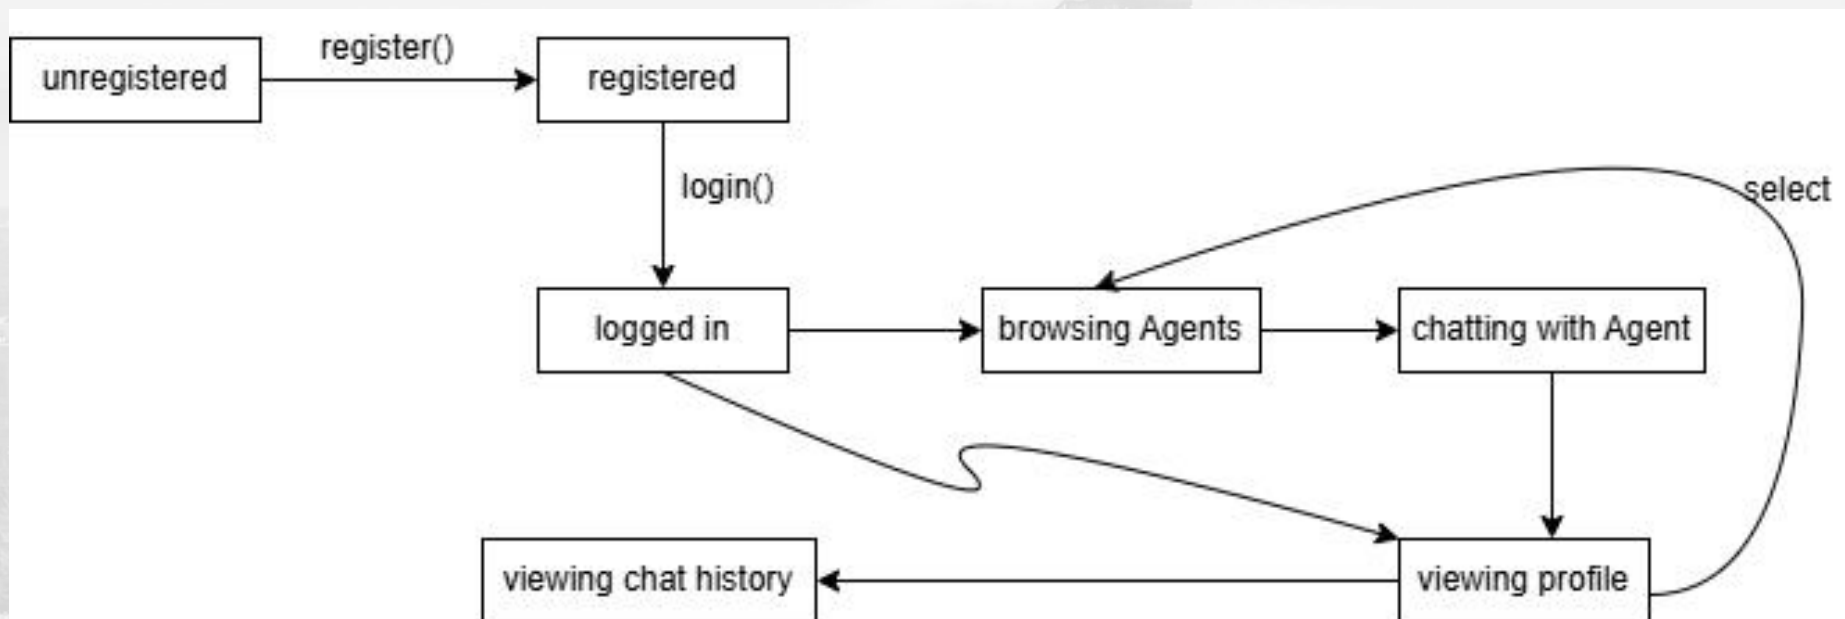 register()
unregistered
registered
login()
select
logged in
browsing Agents
chatting with Agent
viewing chat history
viewing profile